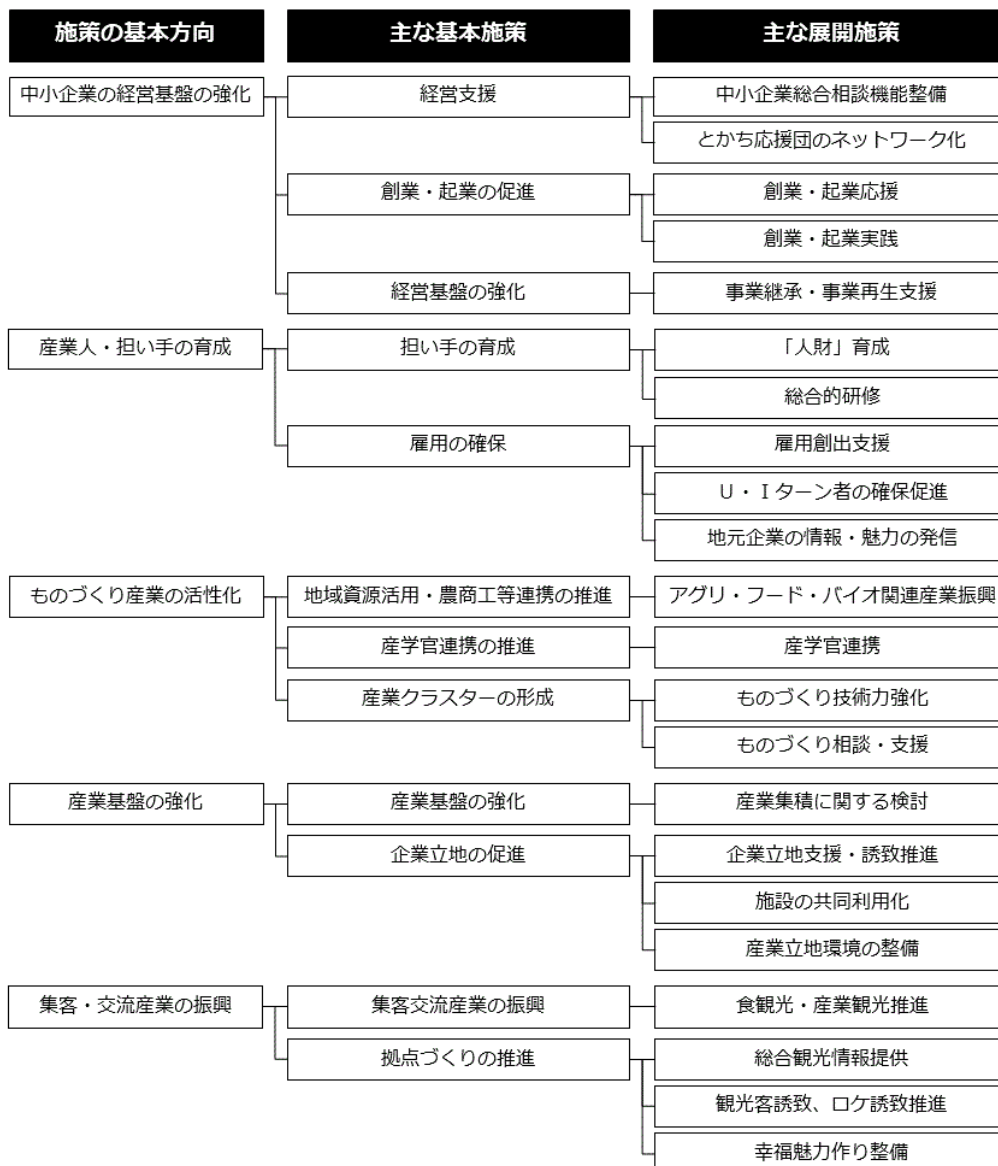 施策の基本方向
主な基本施策
主な展開施策
中小企業の経営基盤の強化
経営支援
中小企業総合相談機能整備
とかち応援団のネットワーク化
創業・起業の促進
創業・起業応援
創業・起業実践
経営基盤の強化
事業継承・事業再生支援
産業人・担い手の育成
担い手の育成
「人財」育成
総合的研修
雇用の確保
雇用創出支援
U・Iターン者の確保促進
地元企業の情報・魅力の発信
ものづくり産業の活性化
地域資源活用・農商工等連携の推進
アグリ・フード・バイオ関連産業振興
産学官連携の推進
産学官連携
産業クラスターの形成
ものづくり技術力強化
ものづくり相談・支援
産業基盤の強化
産業基盤の強化
産業集積に関する検討
企業立地の促進
企業立地支援・誘致推進
施設の共同利用化
産業立地環境の整備
集客・交流産業の振興
集客交流産業の振興
食観光・産業観光推進
拠点づくりの推進
総合観光情報提供
観光客誘致、ロケ誘致推進
幸福魅力作り整備